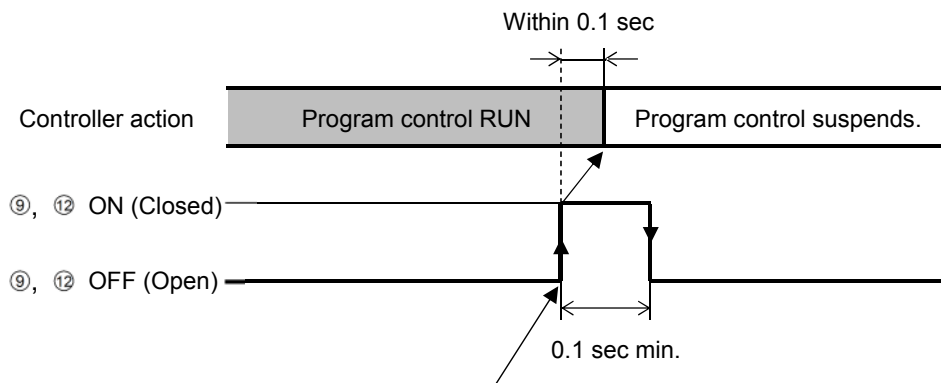 Within 0.1 sec
Controller action
Program control RUN
Program control suspends.
⑨, ⑫ ON (Closed)
⑨, ⑫ OFF (Open)
0.1 sec min.